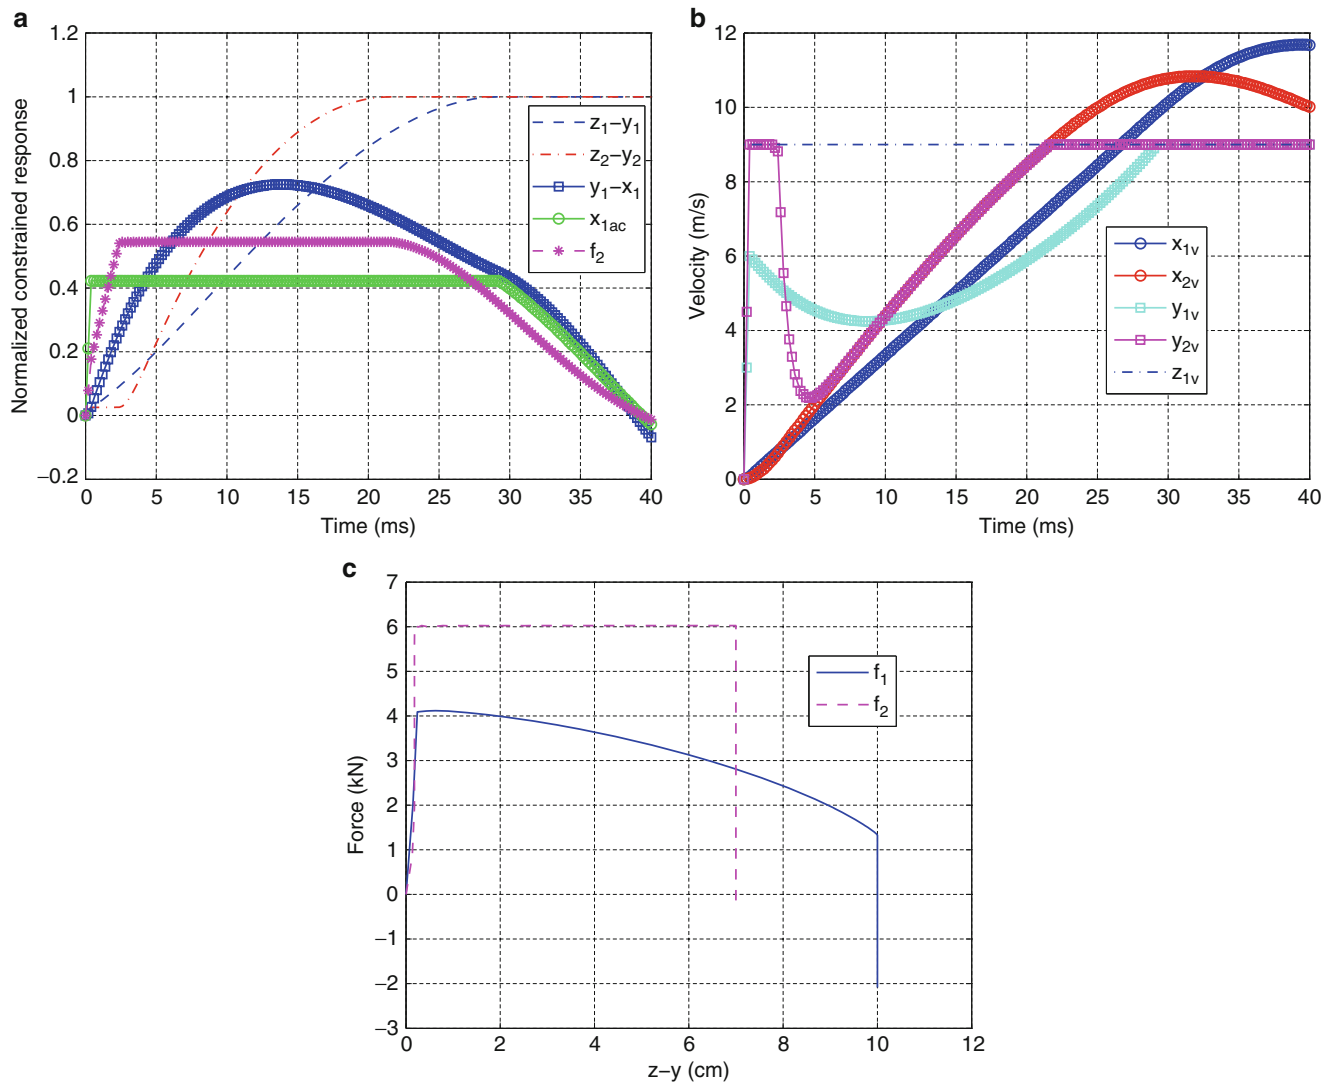 a
1.2
1
0.8
0.6
0.4
0.2
0
−0.2
0 5 10 15 20 25 30 35 40
Normalized constrained response
Time (ms)
z1−y1
z2−y2
y1−x1
x1ac
f2
b
12
10
8
6
4
2
0
0 5 10 15 20 25 30 35 40
Velocity (m/s)
Time (ms)
x1v
x2v
y1v
y2v
z1v
c
7
6
5
4
3
2
1
0
−1
−2
−3
0 2 4 6 8 10 12
Force (kN)
z−y (cm)
f1
f2